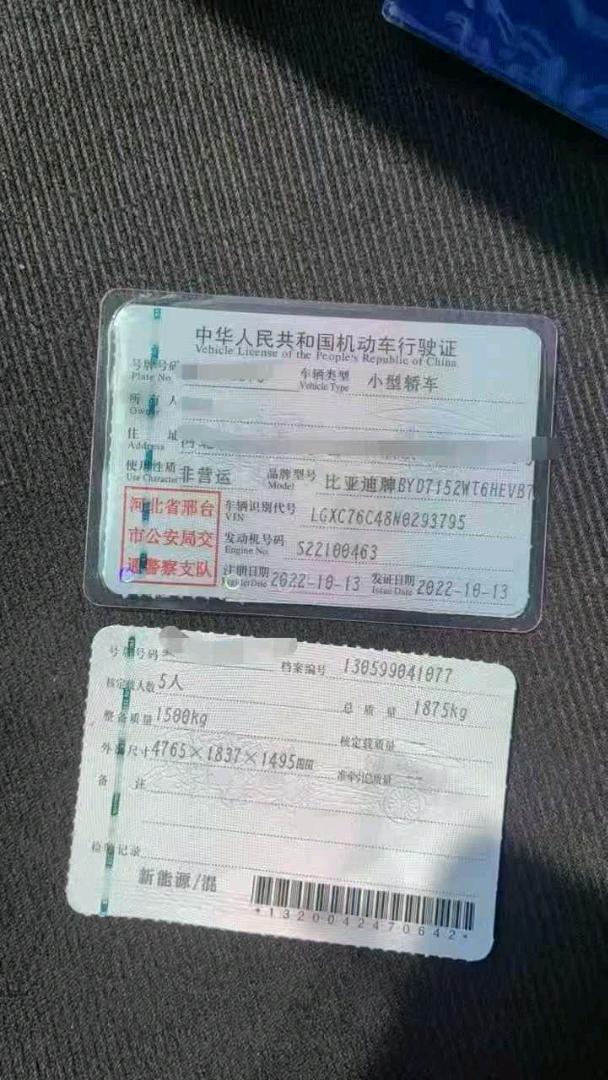 中华人民共和国机动车行驶证
Vehicle License of the People's Republic of China
号牌号码
Plate No.
车辆类型 小型轿车
Vehicle Type
所有人
Owner
住址
Address
使用性质 非营运
Use Character
品牌型号 比亚迪牌BYD7152WT6HEVB7
Model
河北省邢台
市公安局交
通警察支队
车辆识别代号 LGXC76C48N0293795
VIN
发动机号码 S22100463
Engine No.
注册日期 2022-10-13 发证日期 2022-10-13
Register Date Issue Date
号牌号码 档案编号 130599041077
核定载人数 5人 总质量 1875kg
整备质量 1500kg 核定载质量 --
外廓尺寸 4765×1837×1495mm 准牵引总质量 --
备注
检验记录
新能源/混
*1320042470642*